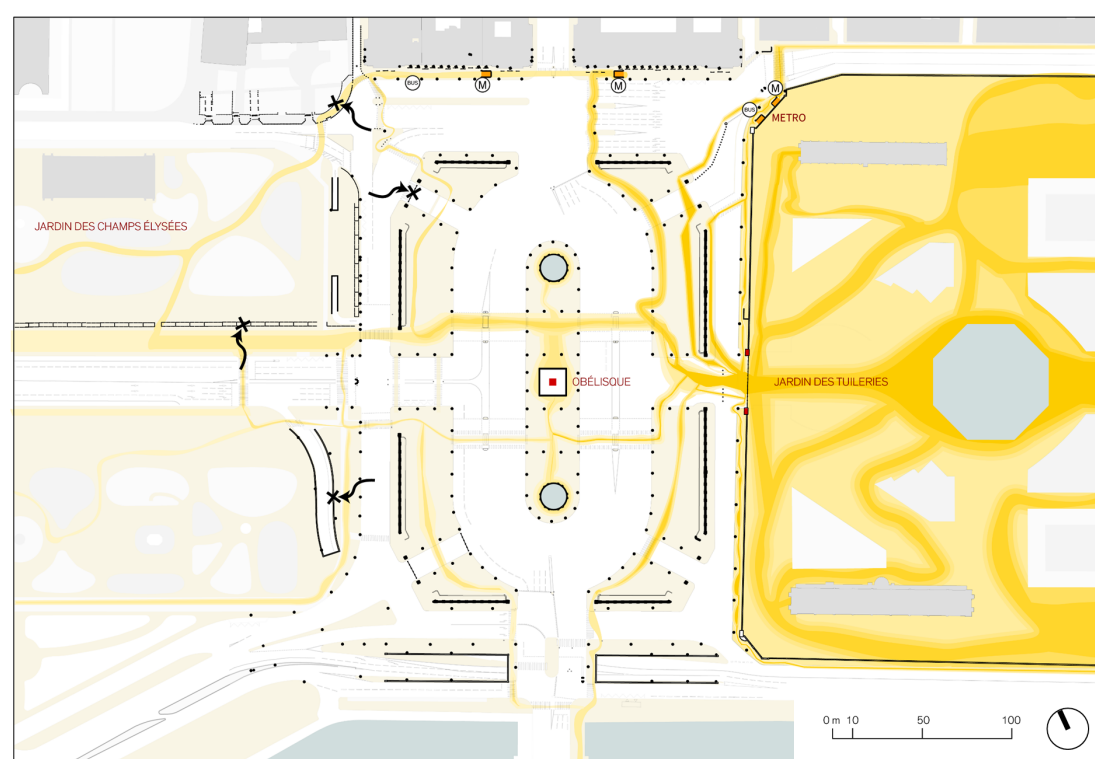 BUS
M
M
M
BUS
METRO
JARDIN DES CHAMPS ÉLYSÉES
OBÉLISQUE
JARDIN DES TUILERIES
0 m 10 50 100